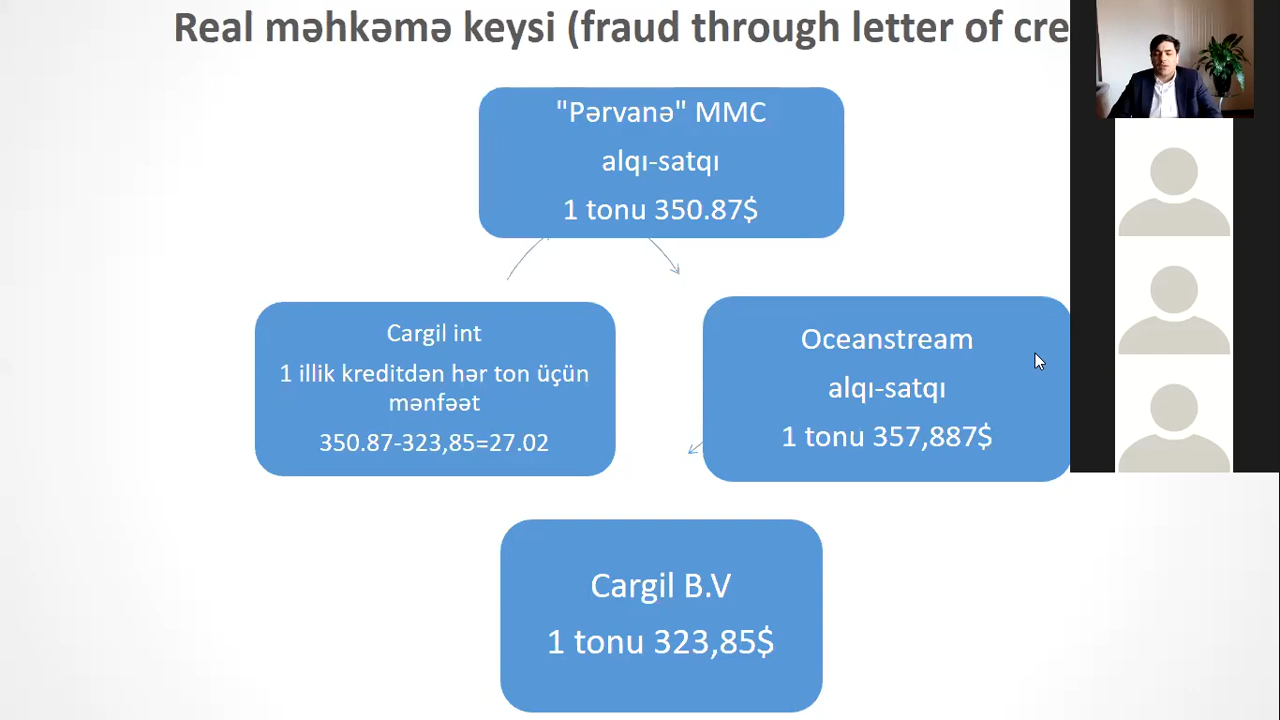 Real məhkəmə keysi (fraud through letter of cre
"Pərvanə" MMC
alqı-satqı
1 tonu 350.87$
Cargil int
1 illik kreditdən hər ton üçün
mənfəət
350.87-323,85=27.02
Oceanstream
alqı-satqı
1 tonu 357,887$
Cargil B.V
1 tonu 323,85$